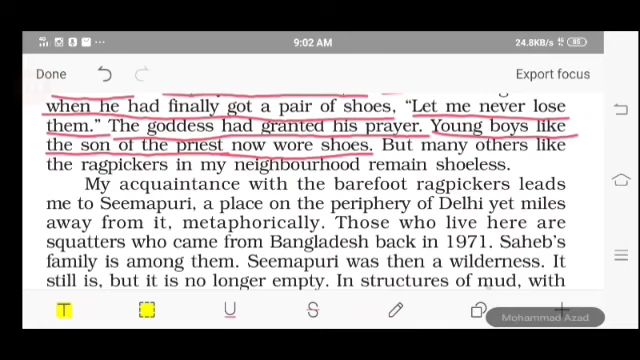 9:02 AM
24.8KB/s
Done
Export focus
when he had finally got a pair of shoes, “Let me never lose
them.” The goddess had granted his prayer. Young boys like
the son of the priest now wore shoes. But many others like
the ragpickers in my neighbourhood remain shoeless.
My acquaintance with the barefoot ragpickers leads
me to Seemapuri, a place on the periphery of Delhi yet miles
away from it, metaphorically. Those who live here are
squatters who came from Bangladesh back in 1971. Saheb’s
family is among them. Seemapuri was then a wilderness. It
still is, but it is no longer empty. In structures of mud, with
T U S
Mohammad Azad